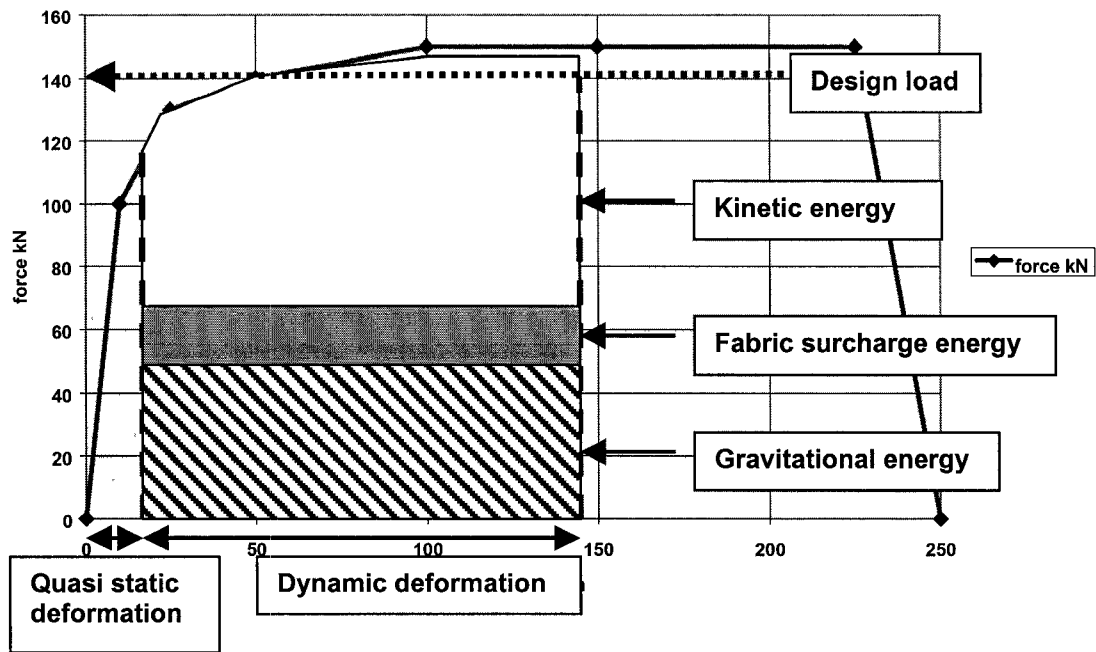 160
140
120
100
80
60
40
20
0
force kN
Design load
Kinetic energy
Fabric surcharge energy
Gravitational energy
force kN
0
50
100
150
200
250
Quasi static
deformation
Dynamic deformation